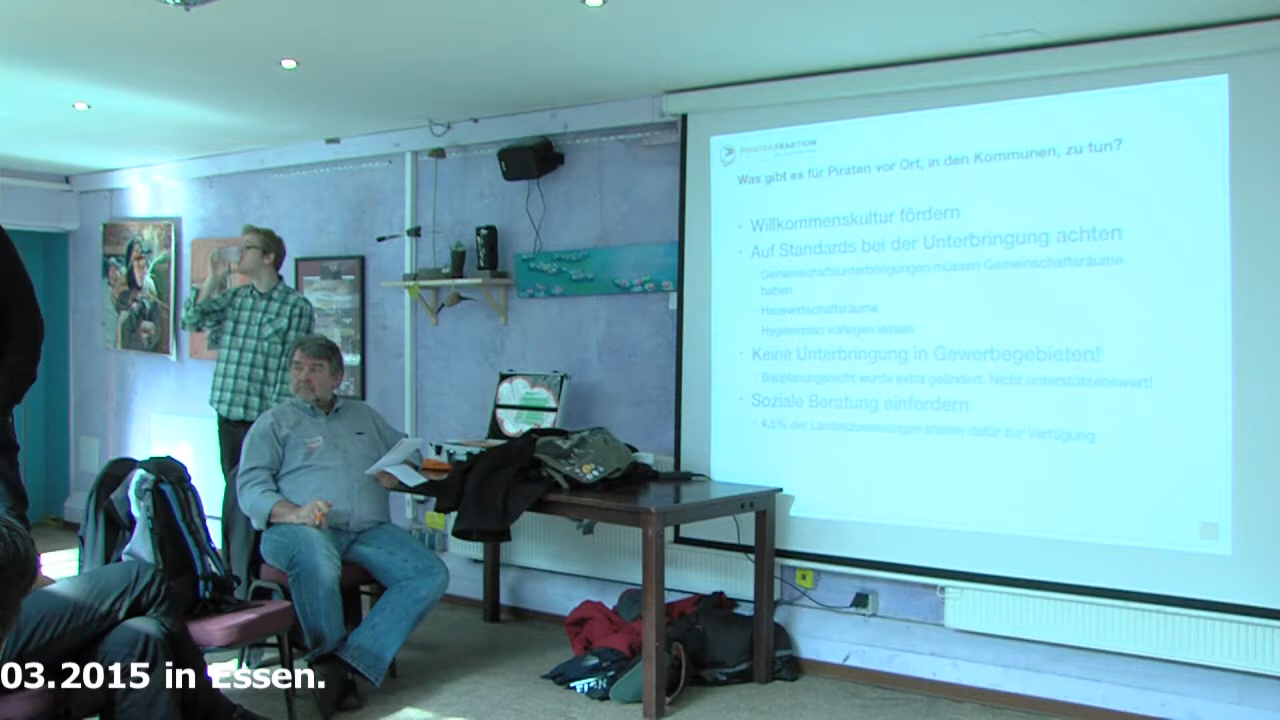 PIRATENFRAKTION
Was gibt es für Piraten vor Ort, in den Kommunen, zu tun?
- Willkommenskultur fördern
- Auf Standards bei der Unterbringung achten
Gemeinschaftsunterbringungen müssen Gemeinschaftsräume
haben
Hauswirtschaftsräume
Hygieneplan vorlegen lassen
- Keine Unterbringung in Gewerbegebieten!
- Bauplanungsrecht wurde extra geändert. Nicht unterstützenswert!
- Soziale Beratung einfordern
- 4,5% der Landeszuweisungen stehen dafür zur Verfügung
03.2015 in Essen.